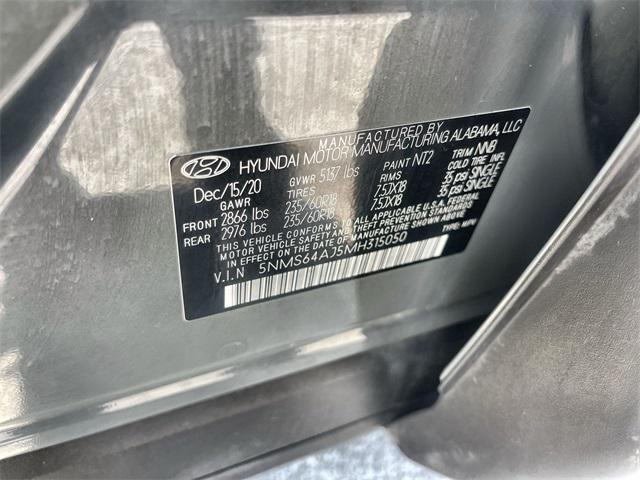 MANUFACTURED BY
HYUNDAI MOTOR MANUFACTURING ALABAMA, LLC
Dec/15/20 GVWR 5137 lbs PAINT NT2 TRIM NNB
GAWR TIRES RIMS COLD TIRE INFL.
FRONT 2866 lbs 235/60R18 7.5JX18 35 psi SINGLE
REAR 2976 lbs 235/60R18 7.5JX18 35 psi SINGLE
THIS VEHICLE CONFORMS TO ALL APPLICABLE U.S.A. FEDERAL
MOTOR VEHICLE SAFETY AND THEFT PREVENTION STANDARDS
IN EFFECT ON THE DATE OF MANUFACTURE SHOWN ABOVE.
V.I.N 5NMS64AJ5MH315050 TYPE: MPV